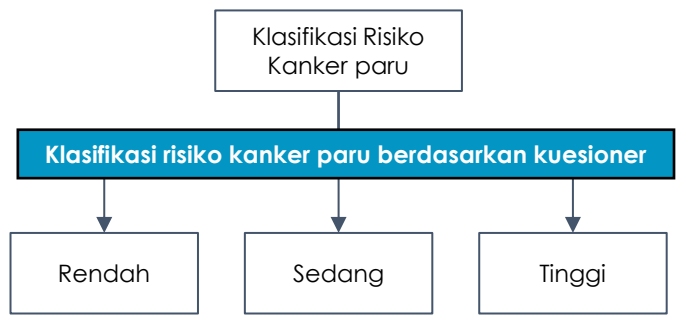 Klasifikasi Risiko
Kanker paru
Klasifikasi risiko kanker paru berdasarkan kuesioner
Rendah
Sedang
Tinggi